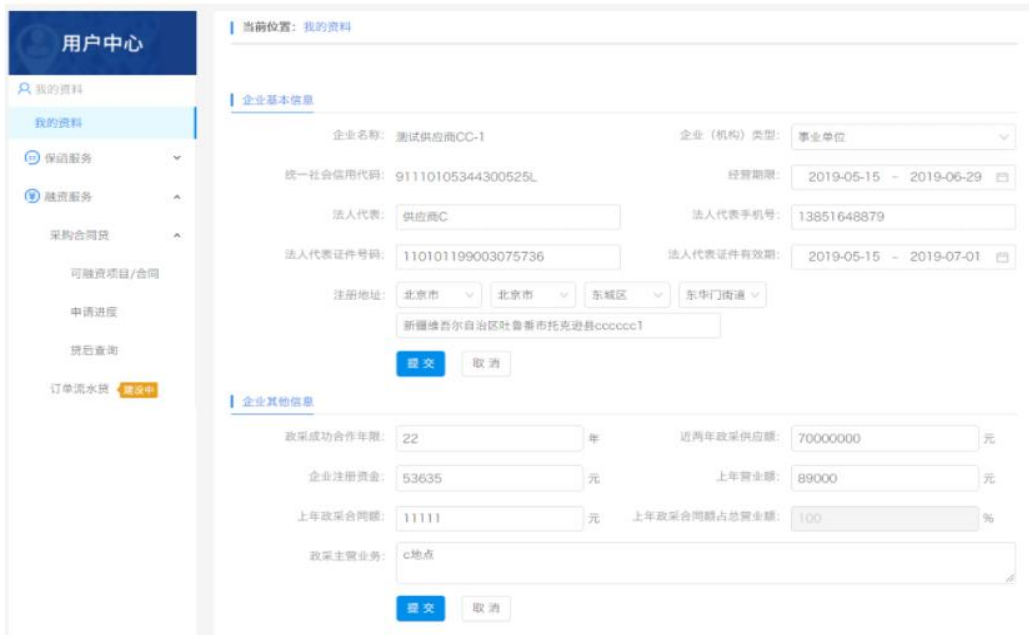 用户中心
我的资料
我的资料
保函服务
融资服务
采购合同贷
可融资项目/合同
申请进度
贷后查询
订单流水贷 建设中
当前位置: 我的资料
企业基本信息
企业名称: 测试供应商CC-1 企业（机构）类型: 事业单位
统一社会信用代码: 91110105344300525L 经营期限: 2019-05-15 ~ 2019-06-29
法人代表: 供应商C 法人代表手机号: 13851648879
法人代表证件号码: 110101199003075736 法人代表证件有效期: 2019-05-15 ~ 2019-07-01
注册地址: 北京市 北京市 东城区 东华门街道
新疆维吾尔自治区吐鲁番市托克逊县cccccc1
提交 取消
企业其他信息
政采成功合作年限: 22 年 近两年政采供应额: 70000000 元
企业注册资金: 53635 元 上年营业额: 89000 元
上年政采合同额: 11111 元 上年政采合同额占总营业额: 100 %
政采主营业务: c地点
提交 取消